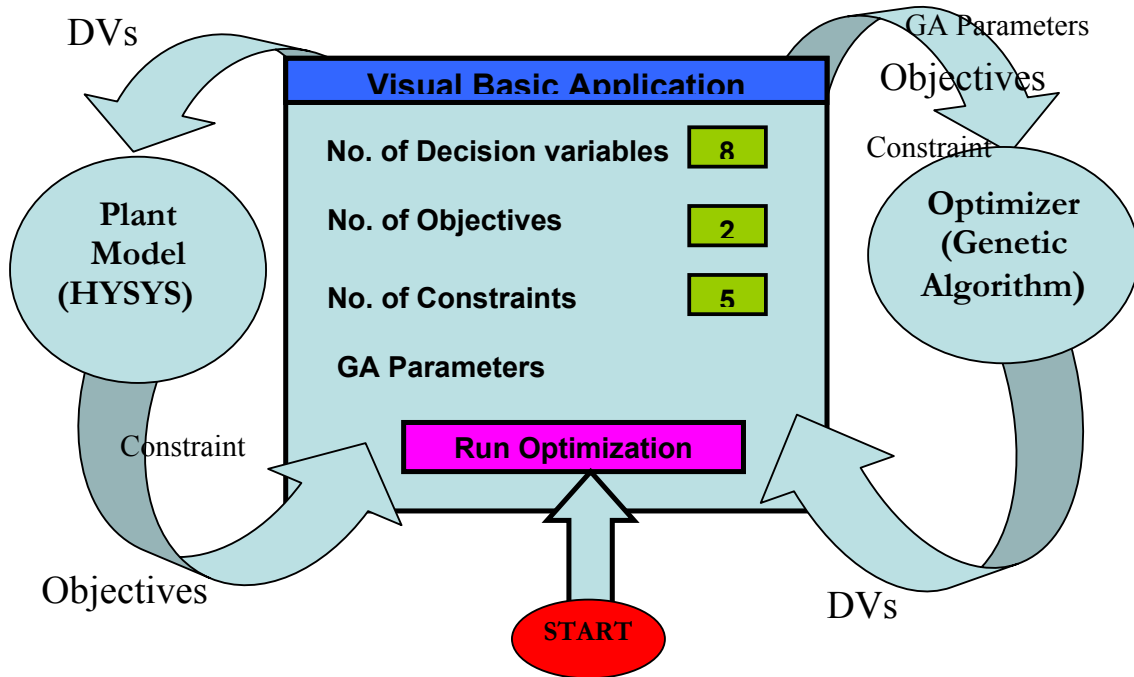 DVs
GA Parameters
Objectives
Constraint
Visual Basic Application
No. of Decision variables 8
No. of Objectives 2
No. of Constraints 5
GA Parameters
Run Optimization
Plant
Model
(HYSYS)
Optimizer
(Genetic
Algorithm)
Constraint
Objectives
DVs
START